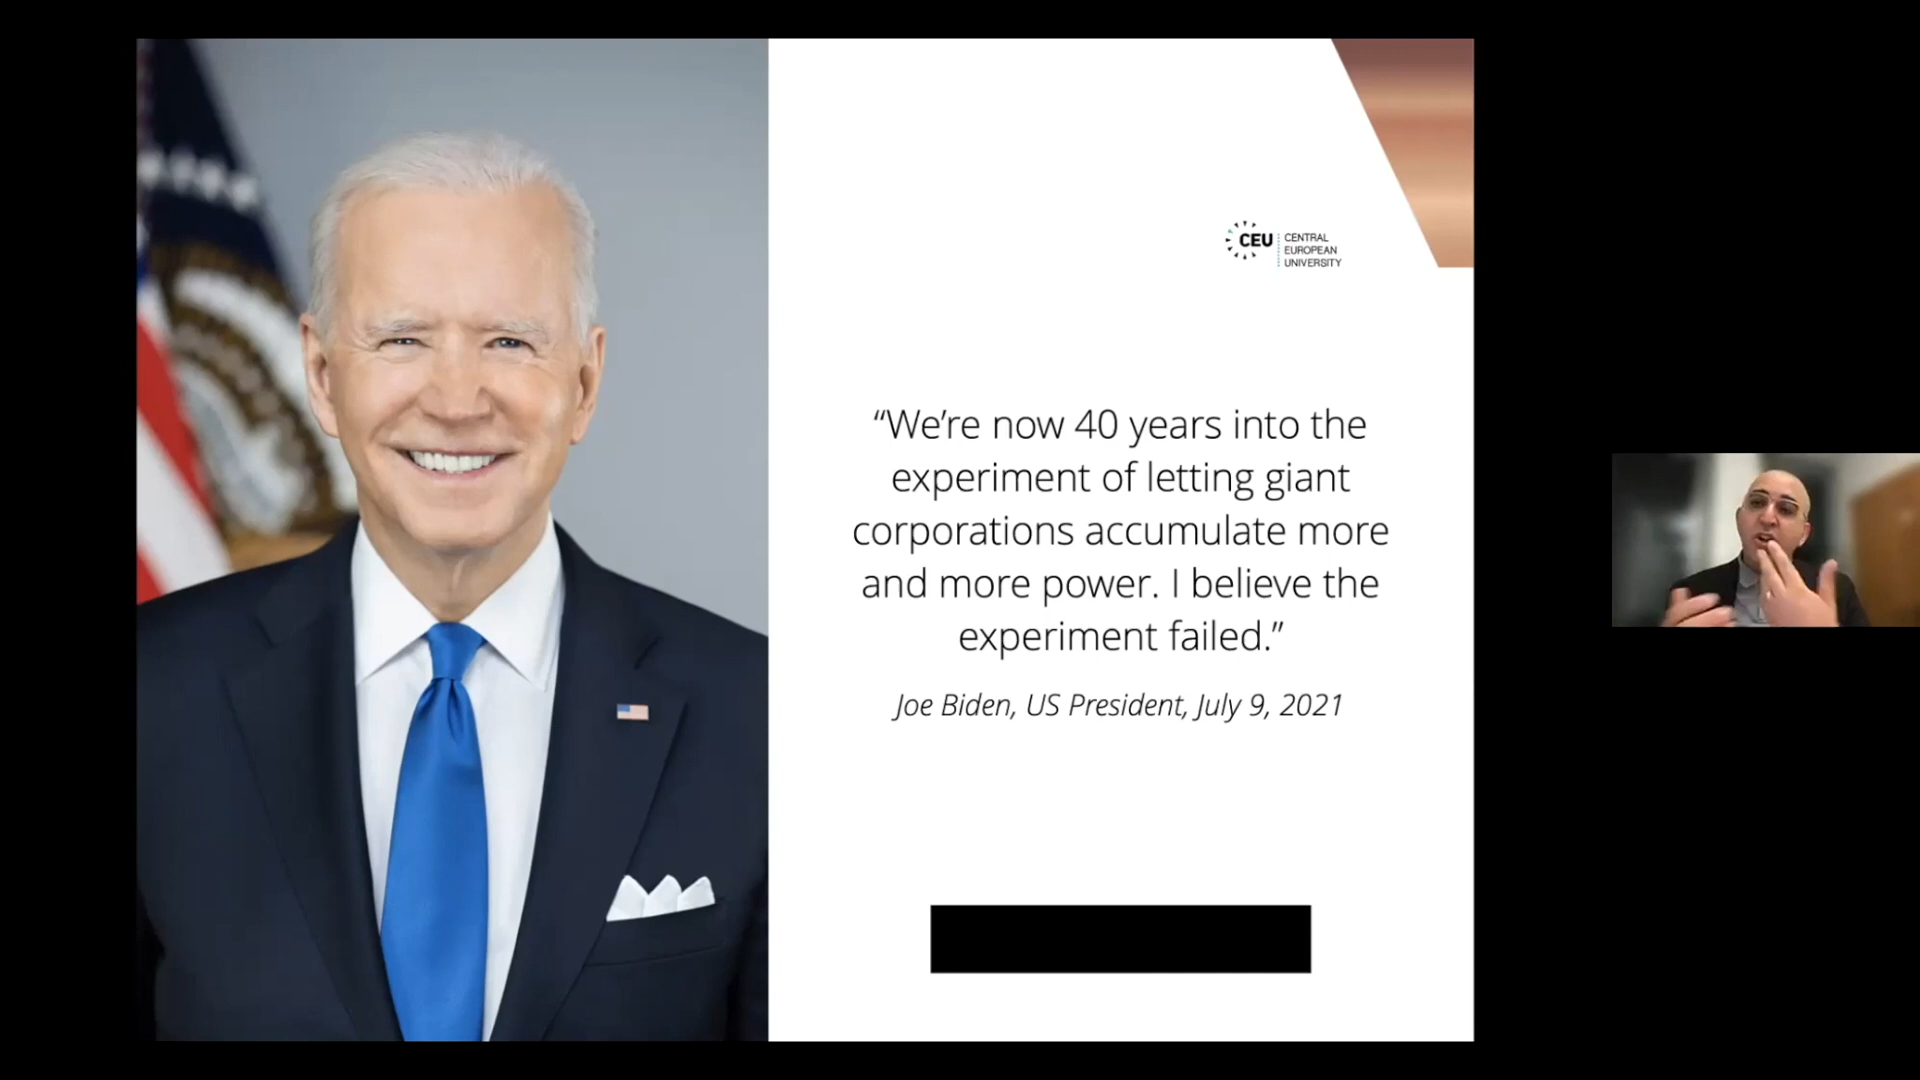 CEU
CENTRAL
EUROPEAN
UNIVERSITY
“We’re now 40 years into the
experiment of letting giant
corporations accumulate more
and more power. I believe the
experiment failed.”
Joe Biden, US President, July 9, 2021